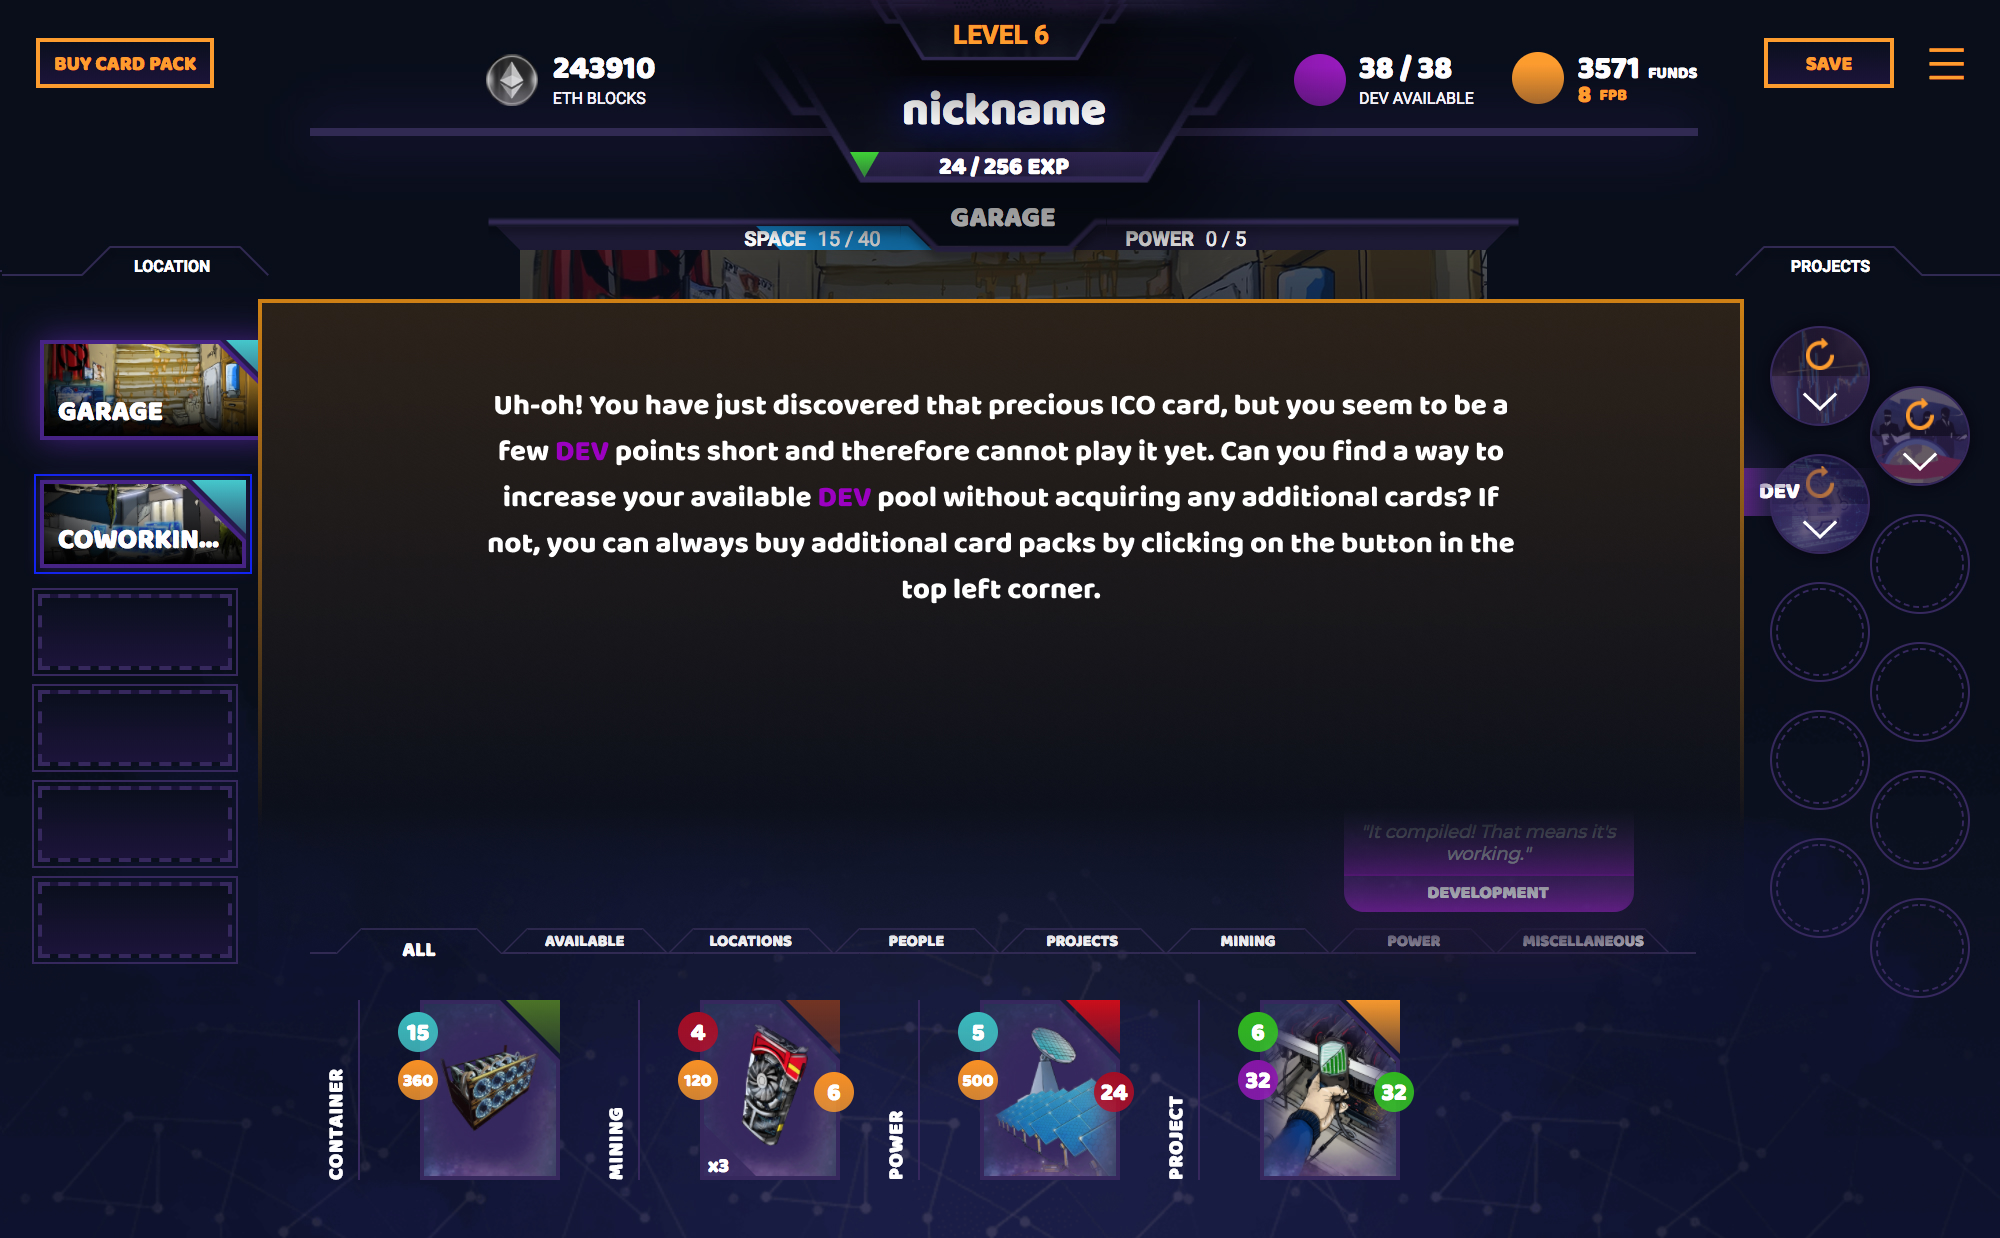 LEVEL 6
BUY CARD PACK
243910
ETH BLOCKS
nickname
38 / 38
DEV AVAILABLE
3571 FUNDS
8 FPB
SAVE
24 / 256 EXP
GARAGE
SPACE 15 / 40
POWER 0 / 5
LOCATION
PROJECTS
GARAGE
COWORKIN...
DEV
Uh-oh! You have just discovered that precious ICO card, but you seem to be a
few DEV points short and therefore cannot play it yet. Can you find a way to
increase your available DEV pool without acquiring any additional cards? If
not, you can always buy additional card packs by clicking on the button in the
top left corner.
"It compiled! That means it's
working."
DEVELOPMENT
ALL
AVAILABLE
LOCATIONS
PEOPLE
PROJECTS
MINING
POWER
MISCELLANEOUS
CONTAINER
15
360
MINING
4
120
6
x3
POWER
5
500
24
PROJECT
6
32
32